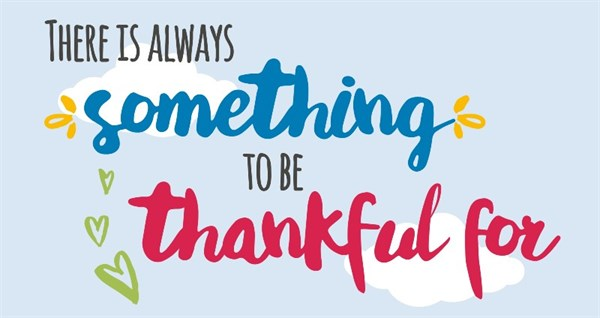 THERE IS ALWAYS
something
TO BE
thankful for